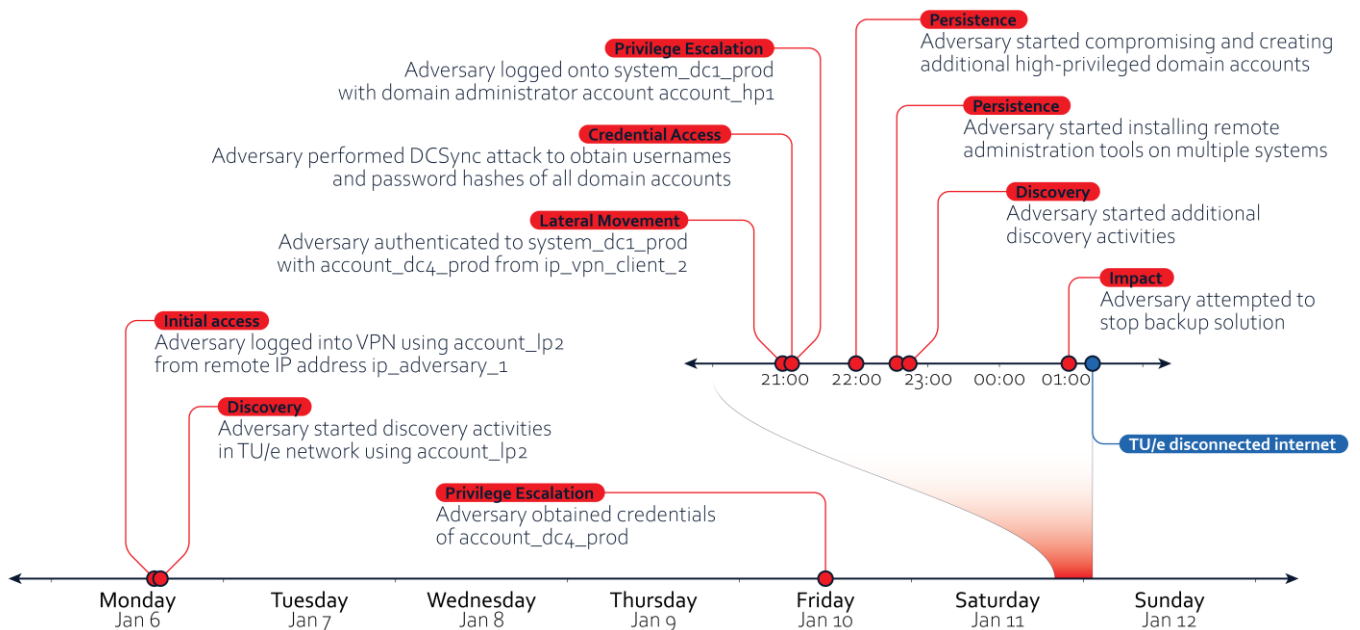 Persistence
Adversary started compromising and creating
additional high-privileged domain accounts
Privilege Escalation
Adversary logged onto system_dc1_prod
with domain administrator account account_hp1
Persistence
Adversary started installing remote
administration tools on multiple systems
Credential Access
Adversary performed DCSync attack to obtain usernames
and password hashes of all domain accounts
Discovery
Adversary started additional
discovery activities
Lateral Movement
Adversary authenticated to system_dc1_prod
with account_dc4_prod from ip_vpn_client_2
Impact
Adversary attempted to
stop backup solution
Initial access
Adversary logged into VPN using account_lp2
from remote IP address ip_adversary_1
21:00 22:00 23:00 00:00 01:00
Discovery
Adversary started discovery activities
in TU/e network using account_lp2
TU/e disconnected internet
Privilege Escalation
Adversary obtained credentials
of account_dc4_prod
Monday Tuesday Wednesday Thursday Friday Saturday Sunday
Jan 6 Jan 7 Jan 8 Jan 9 Jan 10 Jan 11 Jan 12